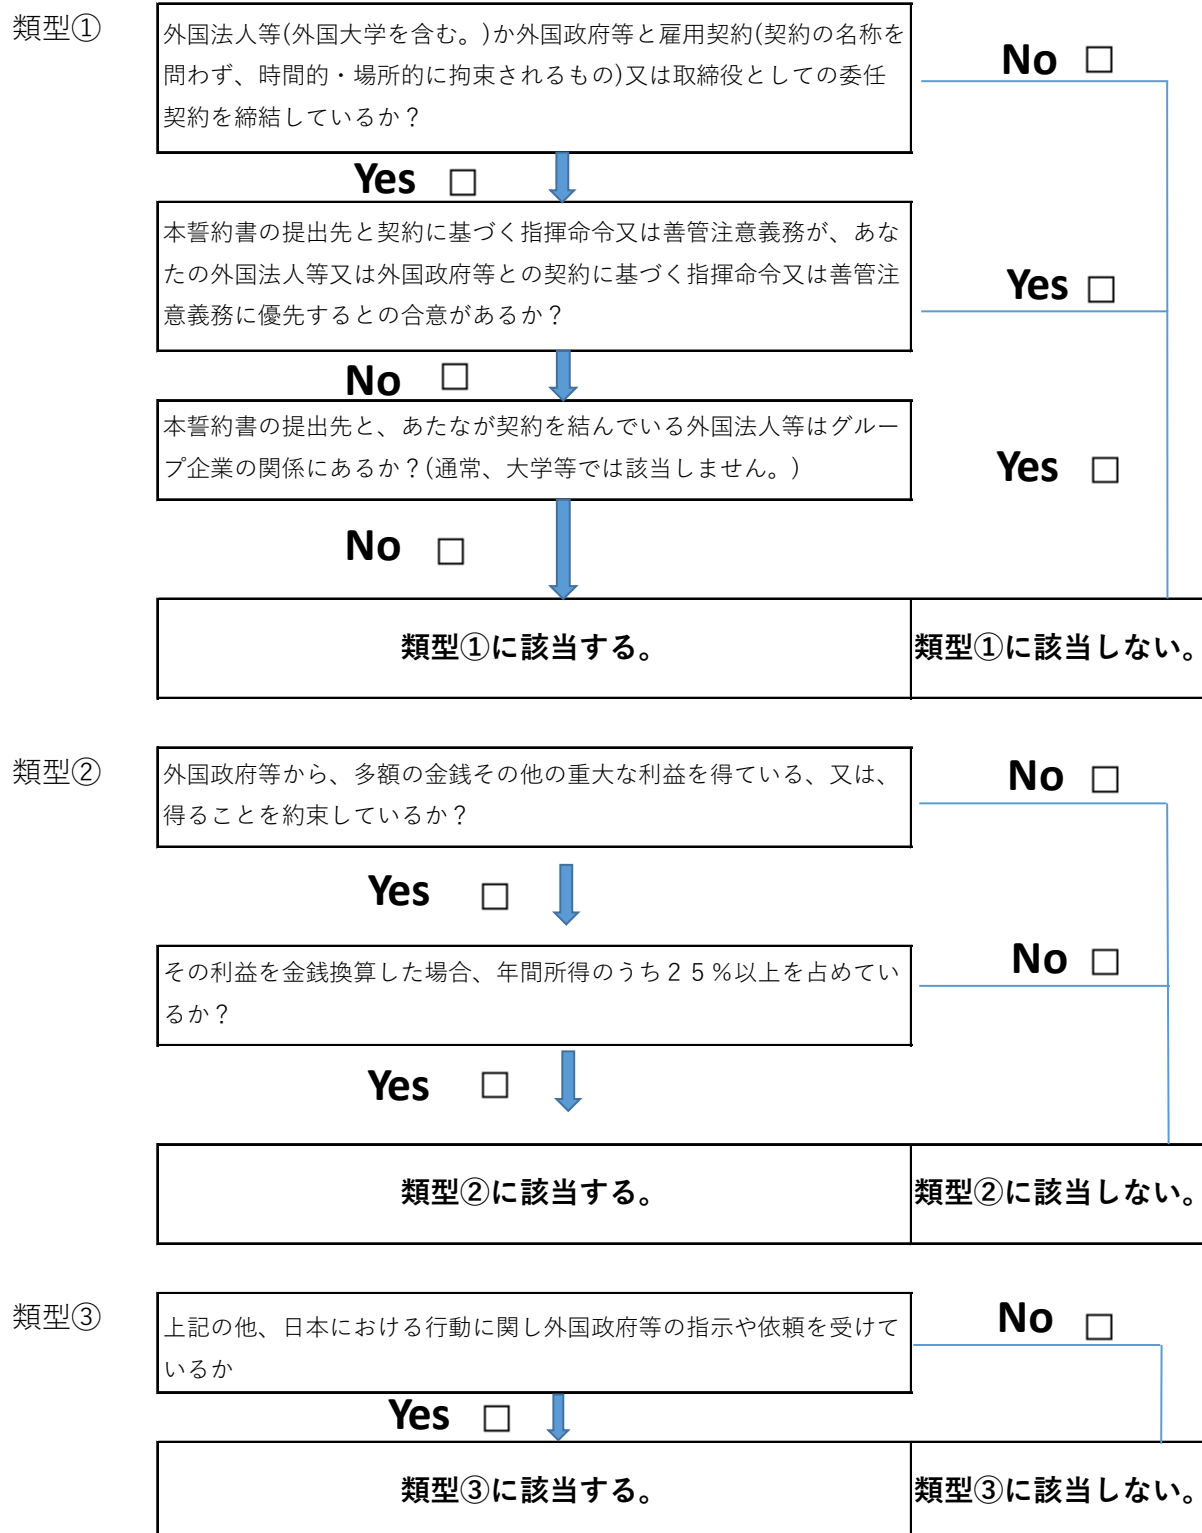 類型①
外国法人等(外国大学を含む。)か外国政府等と雇用契約(契約の名称を
問わず、時間的・場所的に拘束されるもの)又は取締役としての委任
契約を締結しているか？
No □
Yes □
本誓約書の提出先と契約に基づく指揮命令又は善管注意義務が、あな
たの外国法人等又は外国政府等との契約に基づく指揮命令又は善管注
意義務に優先するとの合意があるか？
Yes □
No □
本誓約書の提出先と、あたなが契約を結んでいる外国法人等はグルー
プ企業の関係にあるか？(通常、大学等では該当しません。)
Yes □
No □
類型①に該当する。
類型①に該当しない。
類型②
外国政府等から、多額の金銭その他の重大な利益を得ている、又は、
得ることを約束しているか？
No □
Yes □
その利益を金銭換算した場合、年間所得のうち２５%以上を占めてい
るか？
No □
Yes □
類型②に該当する。
類型②に該当しない。
類型③
上記の他、日本における行動に関し外国政府等の指示や依頼を受けて
いるか
No □
Yes □
類型③に該当する。
類型③に該当しない。